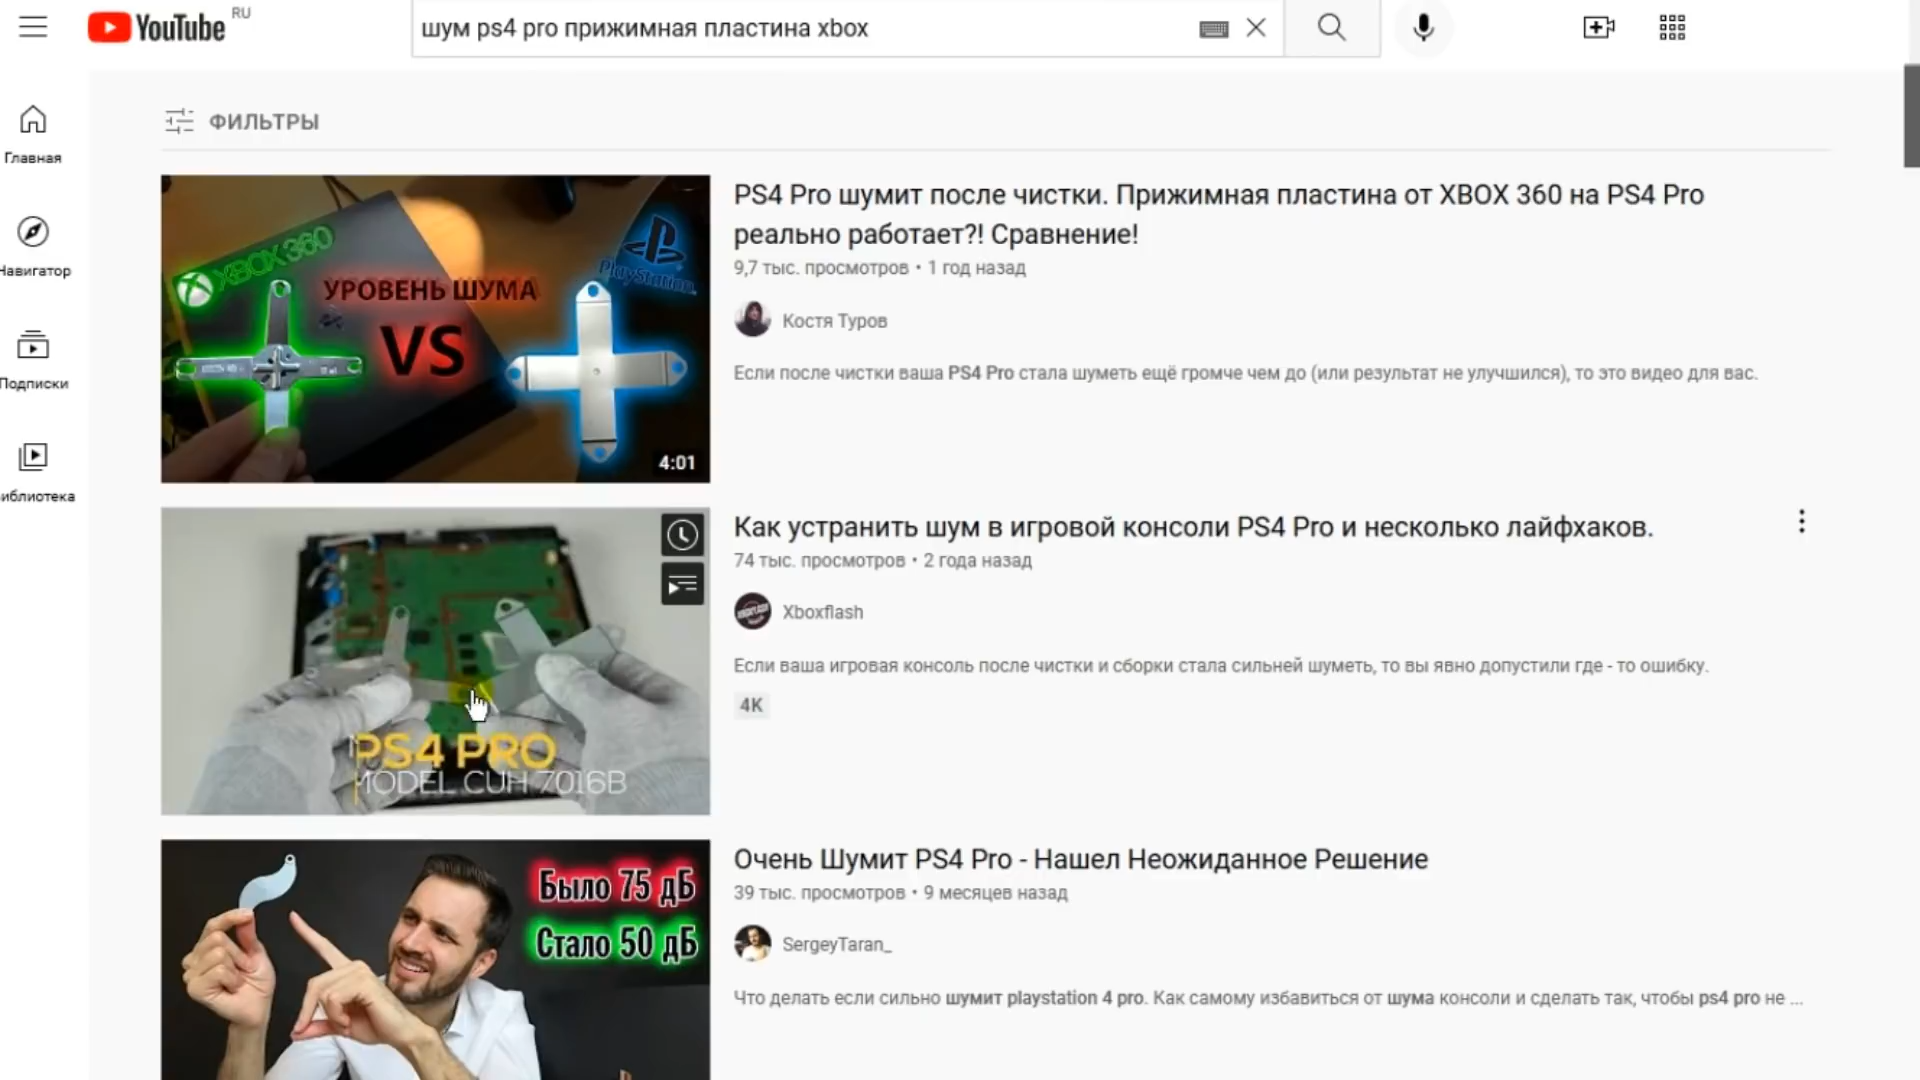 YouTube RU
шум ps4 pro прижимная пластина xbox
Главная
Навигатор
Подписки
иблиотека
ФИЛЬТРЫ
XBOX 360
PlayStation
УРОВЕНЬ ШУМА
VS
4:01
PS4 Pro шумит после чистки. Прижимная пластина от XBOX 360 на PS4 Pro
реально работает?! Сравнение!
9,7 тыс. просмотров • 1 год назад
Костя Туров
Если после чистки ваша PS4 Pro стала шуметь ещё громче чем до (или результат не улучшился), то это видео для вас.
PS4 PRO
MODEL CUH 7016B
Как устранить шум в игровой консоли PS4 Pro и несколько лайфхаков.
74 тыс. просмотров • 2 года назад
Xboxflash
Если ваша игровая консоль после чистки и сборки стала сильней шуметь, то вы явно допустили где - то ошибку.
4K
Было 75 дБ
Стало 50 дБ
Очень Шумит PS4 Pro - Нашел Неожиданное Решение
39 тыс. просмотров • 9 месяцев назад
SergeyTaran_
Что делать если сильно шумит playstation 4 pro. Как самому избавиться от шума консоли и сделать так, чтобы ps4 pro не ...